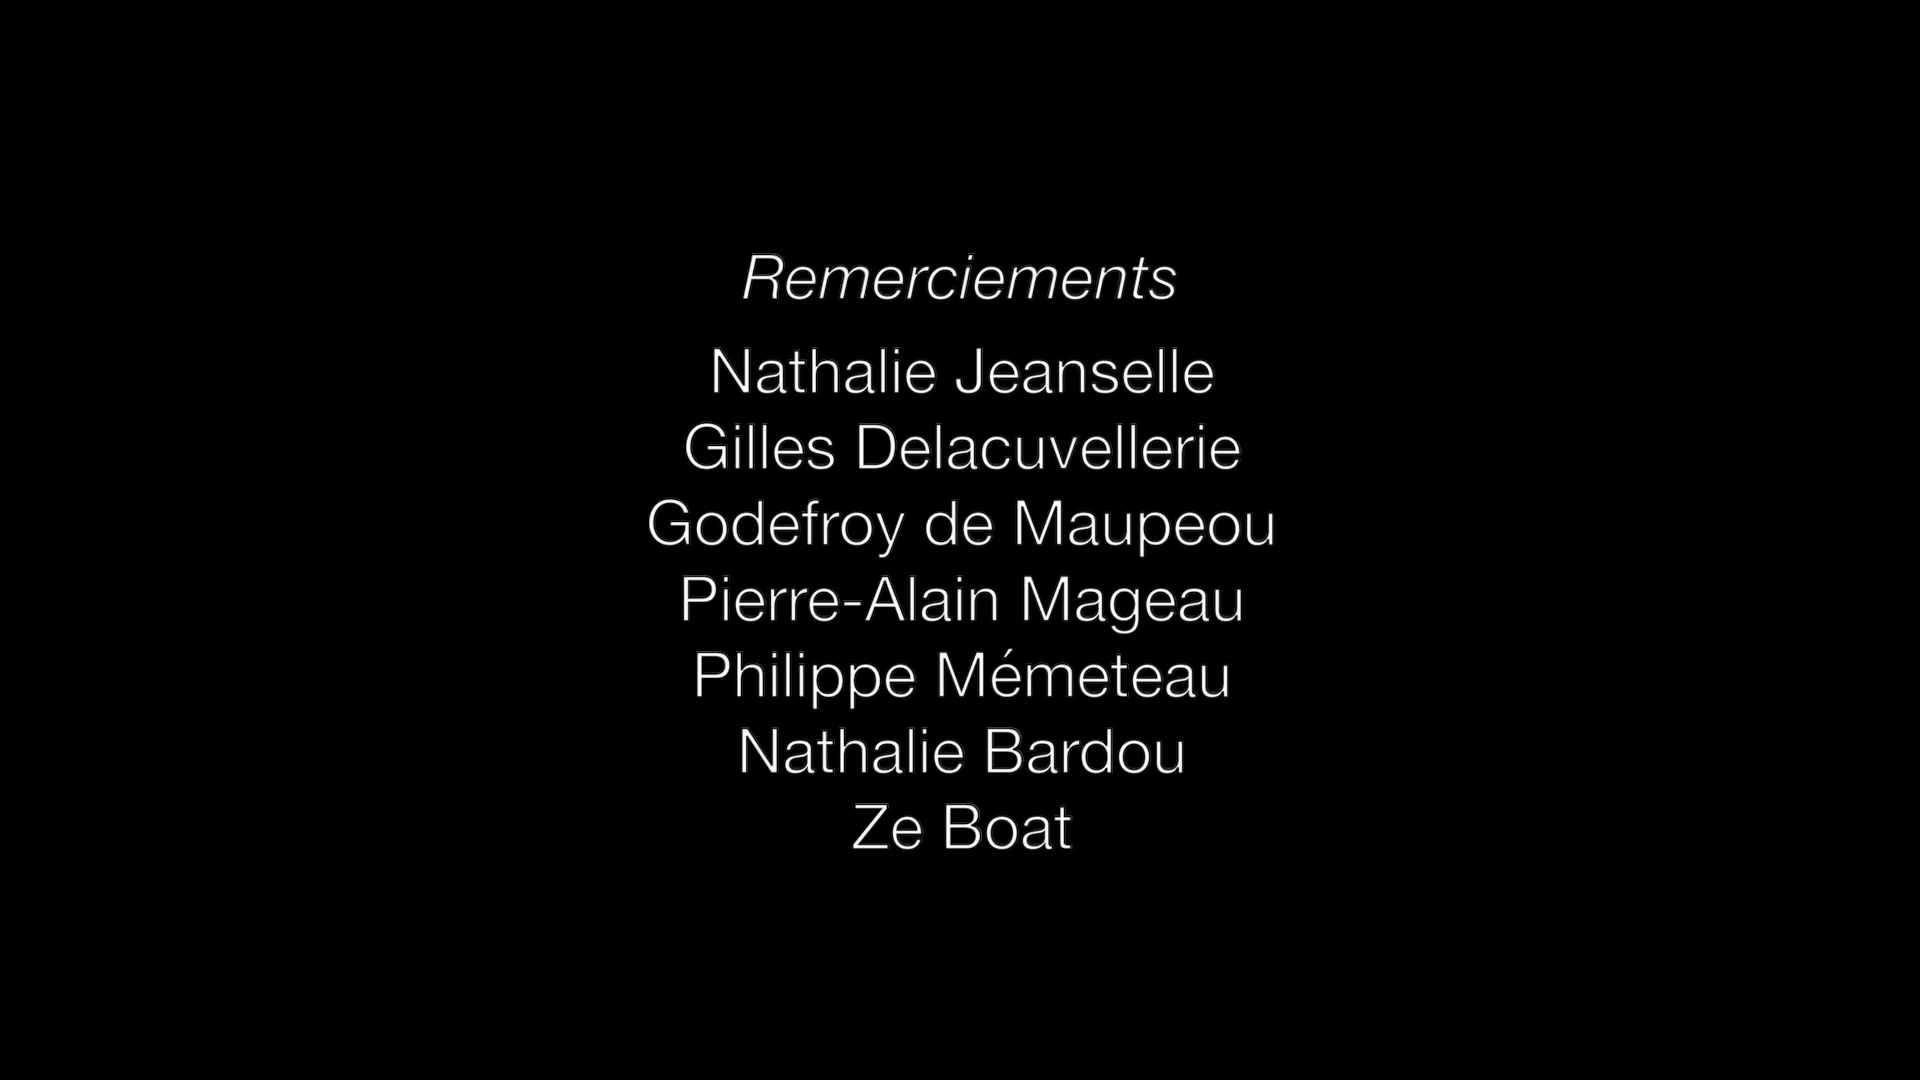 Remerciements
Nathalie Jeanselle
Gilles Delacuvellerie
Godefroy de Maupeou
Pierre-Alain Mageau
Philippe Mémeteau
Nathalie Bardou
Ze Boat